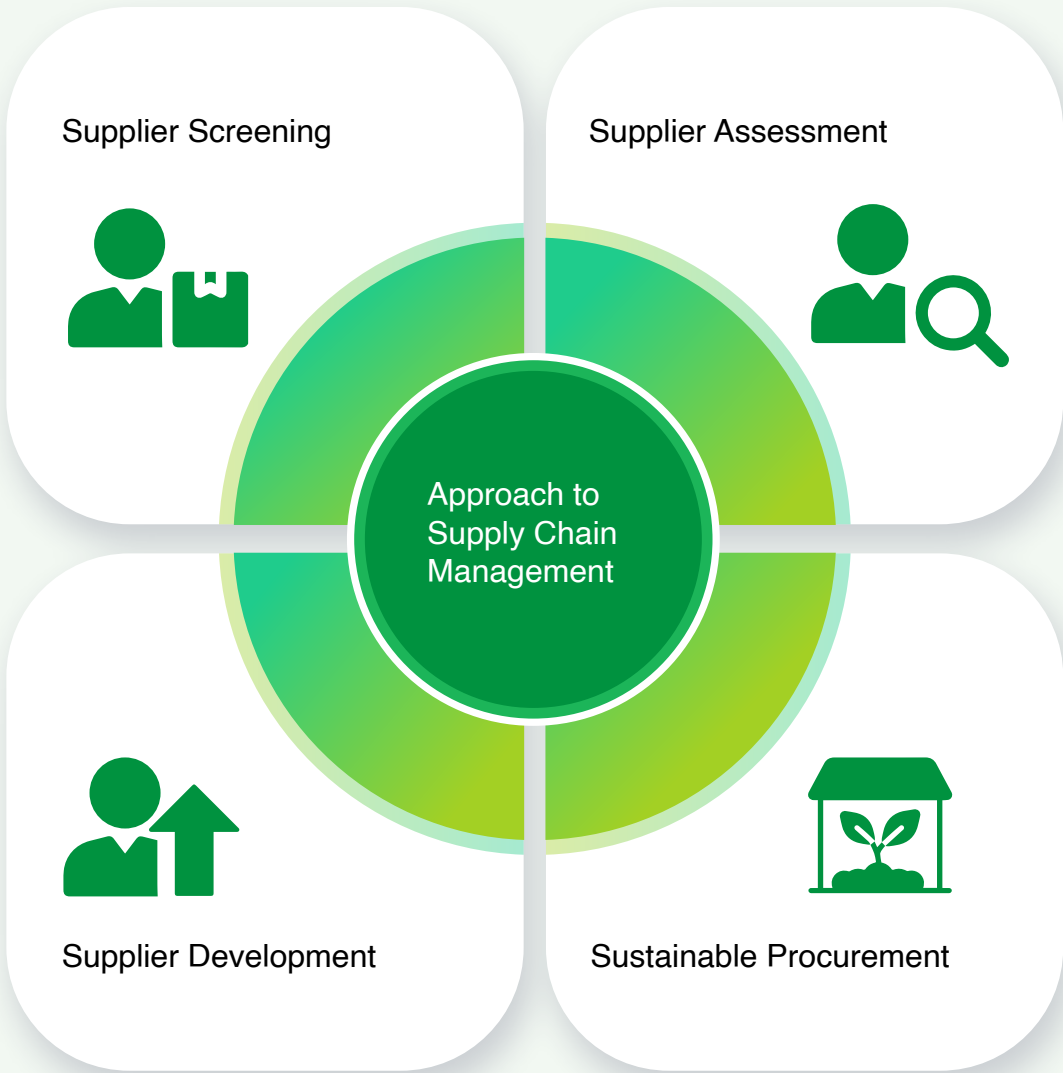 Supplier Screening
Supplier Assessment
Approach to
Supply Chain
Management
Supplier Development
Sustainable Procurement